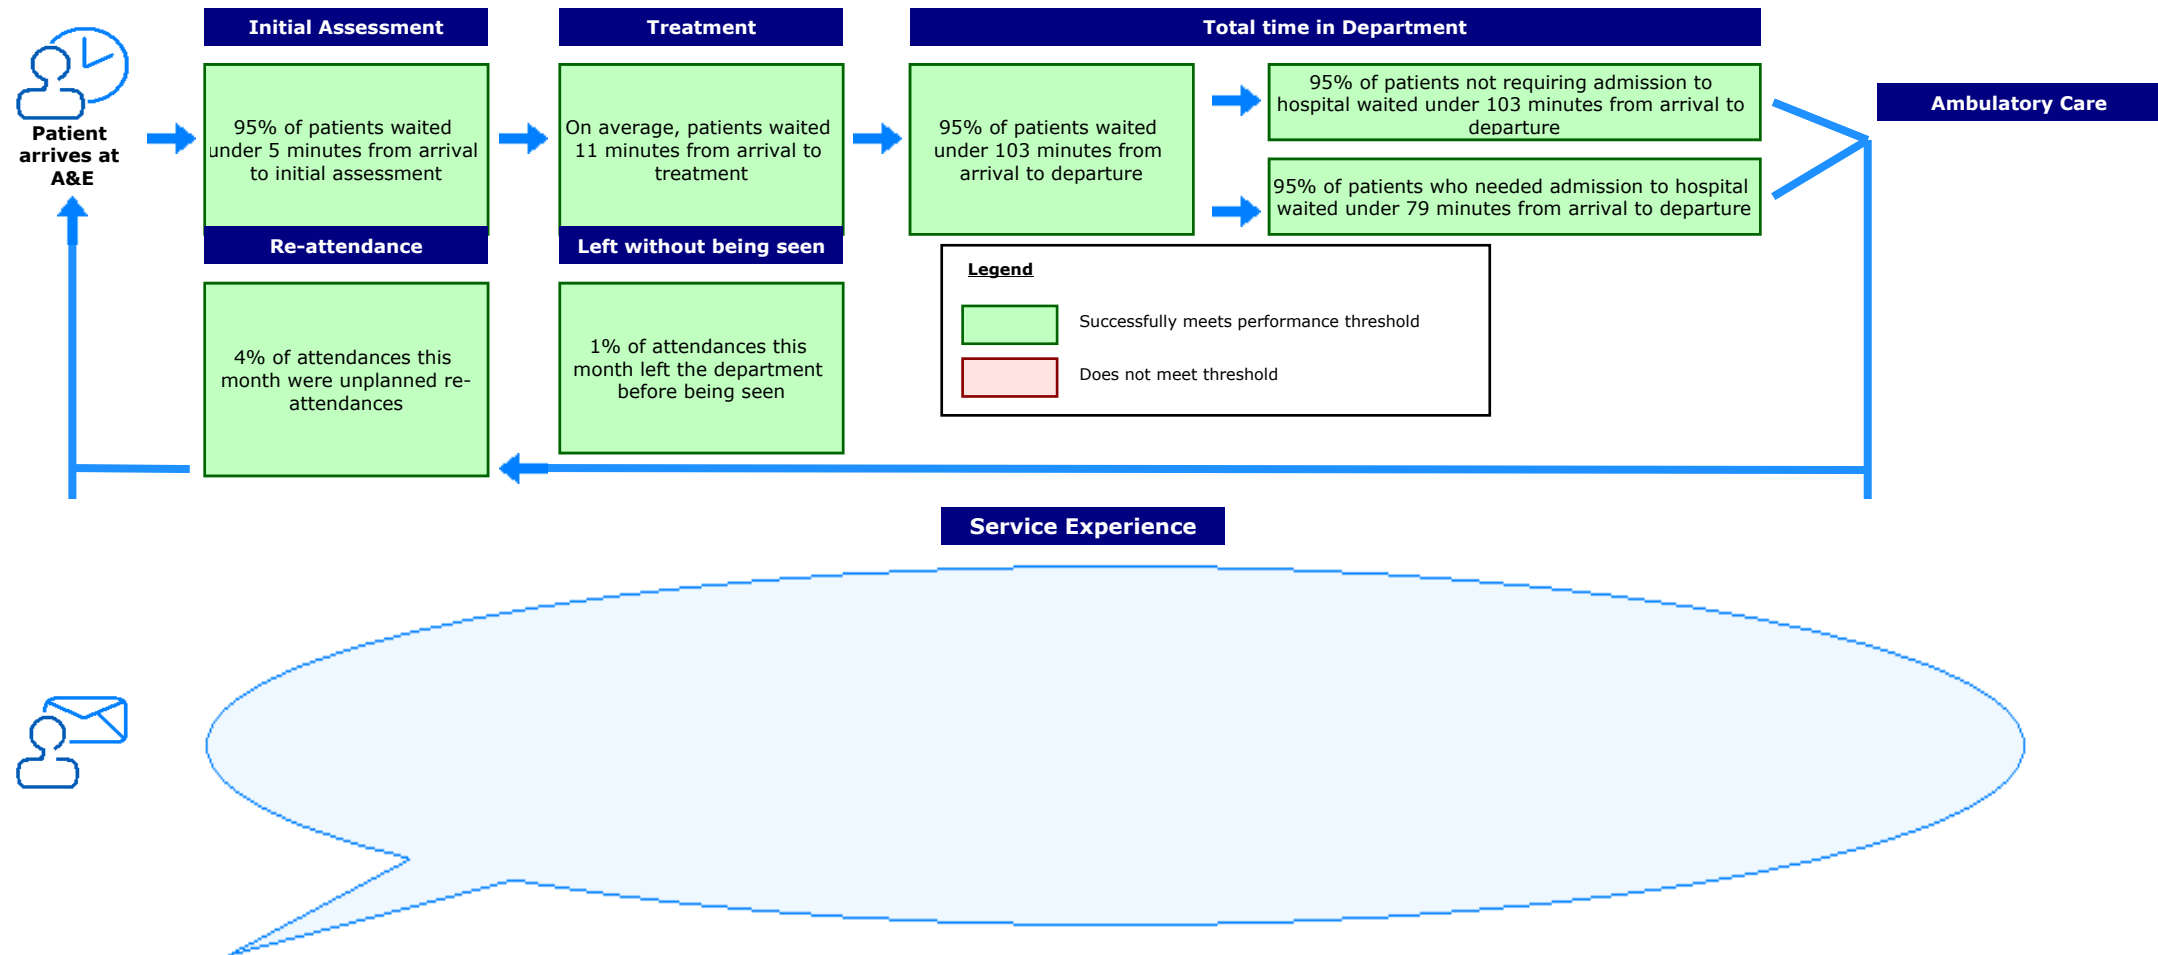 Initial Assessment
Treatment
Total time in Department
Ambulatory Care
Patient
arrives at
A&E
95% of patients waited
under 5 minutes from arrival
to initial assessment
On average, patients waited
11 minutes from arrival to
treatment
95% of patients waited
under 103 minutes from
arrival to departure
95% of patients not requiring admission to
hospital waited under 103 minutes from arrival to
departure
95% of patients who needed admission to hospital
waited under 79 minutes from arrival to departure
Re-attendance
Left without being seen
4% of attendances this
month were unplanned re-
attendances
1% of attendances this
month left the department
before being seen
Legend
Successfully meets performance threshold
Does not meet threshold
Service Experience